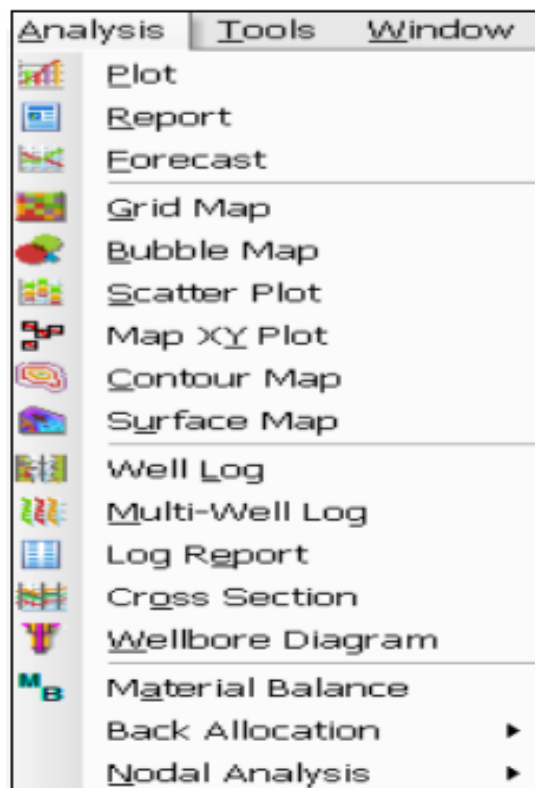 Analysis Tools Window
Plot
Report
Forecast
Grid Map
Bubble Map
Scatter Plot
Map XY Plot
Contour Map
Surface Map
Well Log
Multi-Well Log
Log Report
Cross Section
Wellbore Diagram
MB Material Balance
Back Allocation
Nodal Analysis